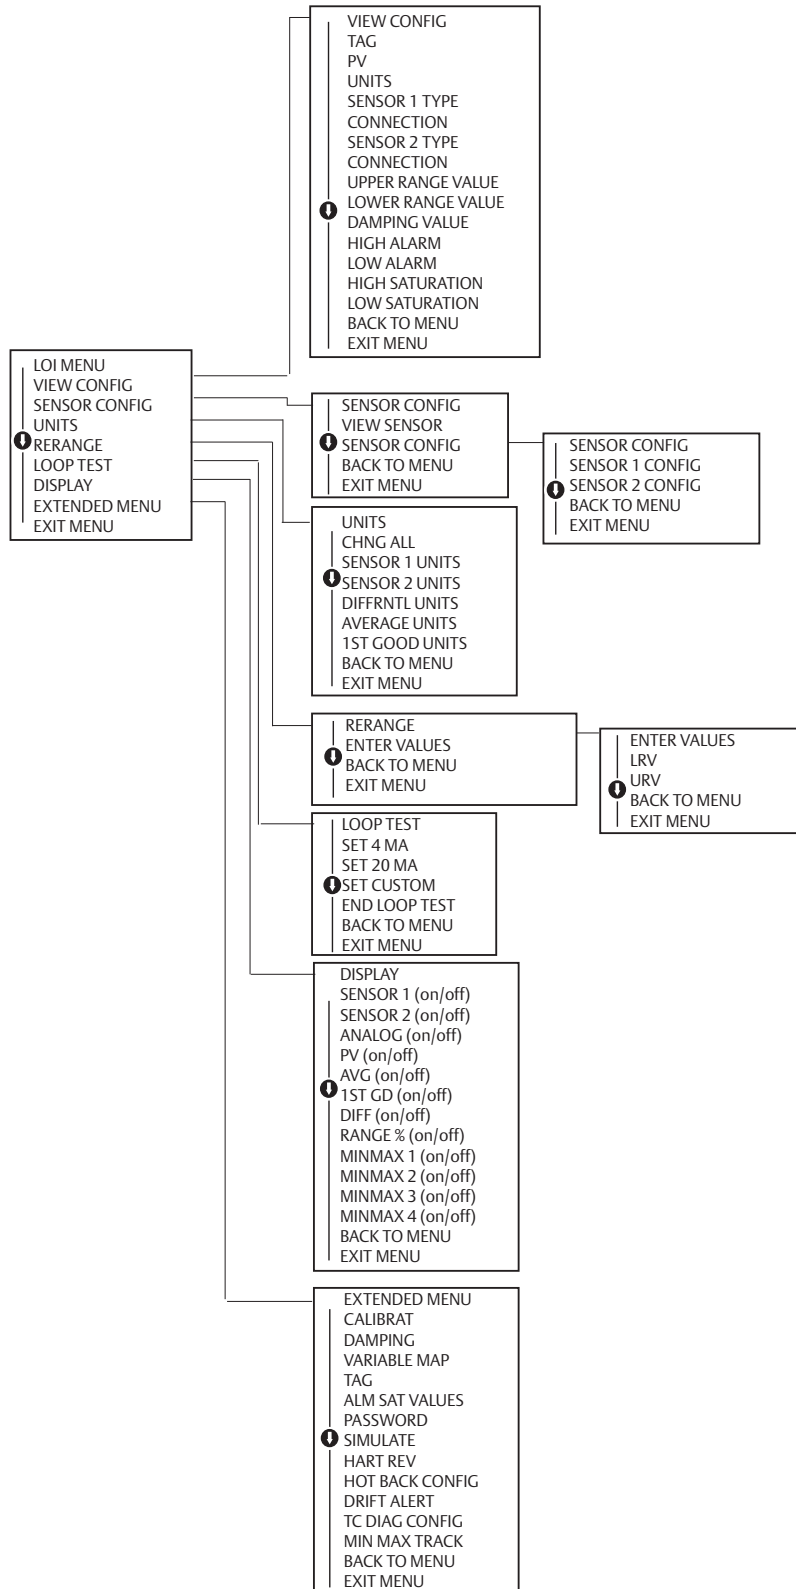 VIEW CONFIG
TAG
PV
UNITS
SENSOR 1 TYPE
CONNECTION
SENSOR 2 TYPE
CONNECTION
UPPER RANGE VALUE
LOWER RANGE VALUE
DAMPING VALUE
HIGH ALARM
LOW ALARM
HIGH SATURATION
LOW SATURATION
BACK TO MENU
EXIT MENU
LOI MENU
VIEW CONFIG
SENSOR CONFIG
UNITS
RERANGE
LOOP TEST
DISPLAY
EXTENDED MENU
EXIT MENU
SENSOR CONFIG
VIEW SENSOR
SENSOR CONFIG
BACK TO MENU
EXIT MENU
SENSOR CONFIG
SENSOR 1 CONFIG
SENSOR 2 CONFIG
BACK TO MENU
EXIT MENU
UNITS
CHNG ALL
SENSOR 1 UNITS
SENSOR 2 UNITS
DIFFRNTL UNITS
AVERAGE UNITS
1ST GOOD UNITS
BACK TO MENU
EXIT MENU
RERANGE
ENTER VALUES
BACK TO MENU
EXIT MENU
ENTER VALUES
LRV
URV
BACK TO MENU
EXIT MENU
LOOP TEST
SET 4 MA
SET 20 MA
SET CUSTOM
END LOOP TEST
BACK TO MENU
EXIT MENU
DISPLAY
SENSOR 1 (on/off)
SENSOR 2 (on/off)
ANALOG (on/off)
PV (on/off)
AVG (on/off)
1ST GD (on/off)
DIFF (on/off)
RANGE % (on/off)
MINMAX 1 (on/off)
MINMAX 2 (on/off)
MINMAX 3 (on/off)
MINMAX 4 (on/off)
BACK TO MENU
EXIT MENU
EXTENDED MENU
CALIBRAT
DAMPING
VARIABLE MAP
TAG
ALM SAT VALUES
PASSWORD
SIMULATE
HART REV
HOT BACK CONFIG
DRIFT ALERT
TC DIAG CONFIG
MIN MAX TRACK
BACK TO MENU
EXIT MENU